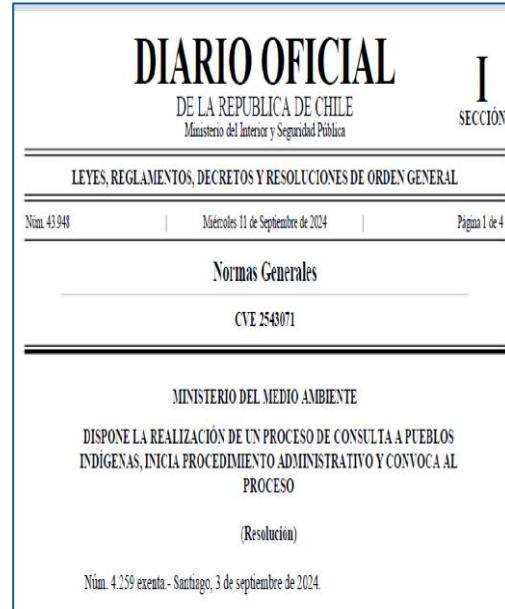 DIARIO OFICIAL
DE LA REPUBLICA DE CHILE
Ministerio del Interior y Seguridad Pública
I
SECCIÓN
LEYES, REGLAMENTOS, DECRETOS Y RESOLUCIONES DE ORDEN GENERAL
Núm. 43.948 | Miércoles 11 de Septiembre de 2024 | Página 1 de 4
Normas Generales
CVE 2543071
MINISTERIO DEL MEDIO AMBIENTE
DISPONE LA REALIZACIÓN DE UN PROCESO DE CONSULTA A PUEBLOS
INDÍGENAS, INICIA PROCEDIMIENTO ADMINISTRATIVO Y CONVOCA AL
PROCESO
(Resolución)
Núm. 4.259 exenta.- Santiago, 3 de septiembre de 2024.